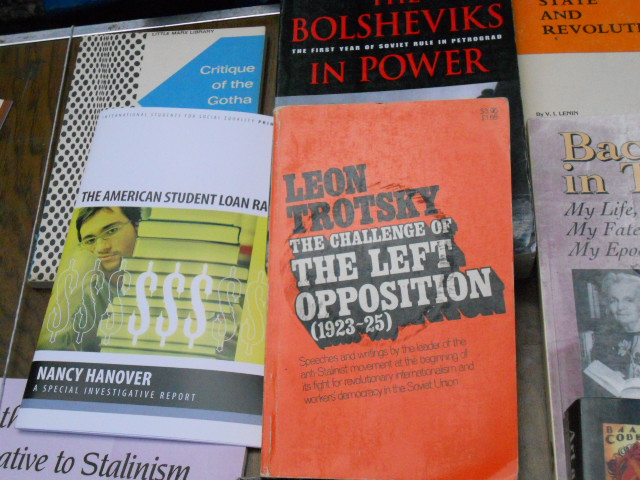 LITTLE MARX LIBRARY
Critique
of the
Gotha
THE
BOLSHEVIKS
THE FIRST YEAR OF SOVIET RULE IN PETROGRAD
IN POWER
STATE
AND
REVOLUT
By V. I. LENIN
INTERNATIONAL STUDENTS FOR SOCIAL EQUALITY
THE AMERICAN STUDENT LOAN RA
$$$
NANCY HANOVER
A SPECIAL INVESTIGATIVE REPORT
LEON
TROTSKY
THE CHALLENGE OF
THE LEFT
OPPOSITION
(1923-25)
Speeches and writings by the leader of the
anti-Stalinist movement at the beginning of
its fight for revolutionary internationalism and
workers' democracy in the Soviet Union
Bac
in T
My Life,
My Fate
My Epoc
th
ative to Stalinism